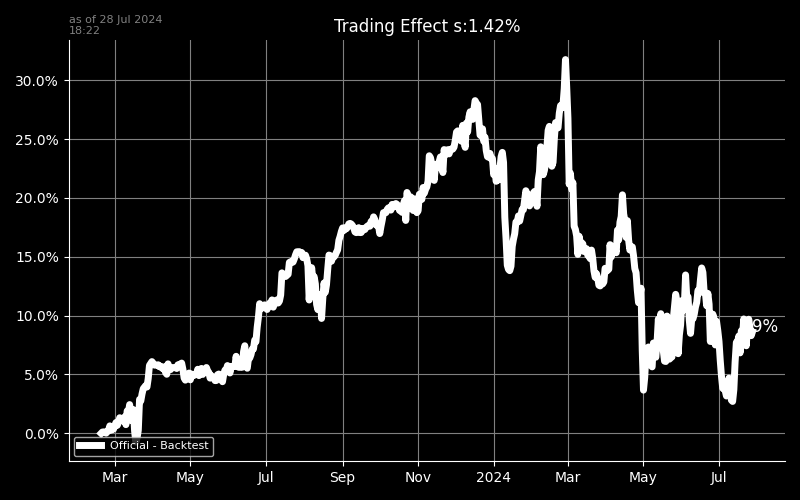 as of 28 Jul 2024
18:22
Trading Effect s:1.42%
30.0%
25.0%
20.0%
15.0%
10.0%
5.0%
0.0%
9%
Official - Backtest
Mar May Jul Sep Nov 2024 Mar May Jul